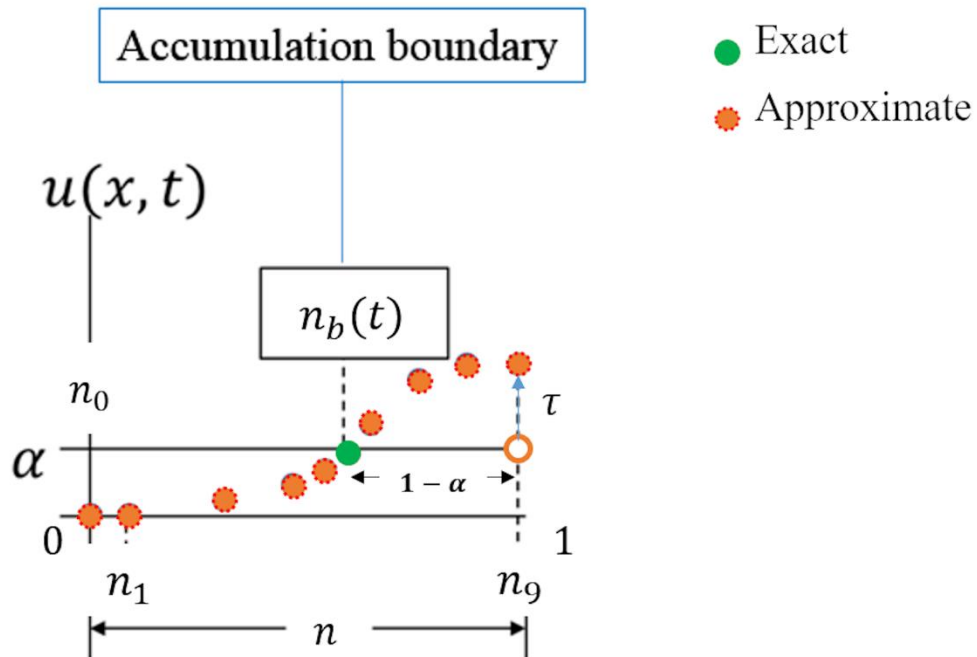 Accumulation boundary
Exact
Approximate
u(x, t)
n_b(t)
n_0
τ
α
1 − α
0
1
n_1
n_9
n